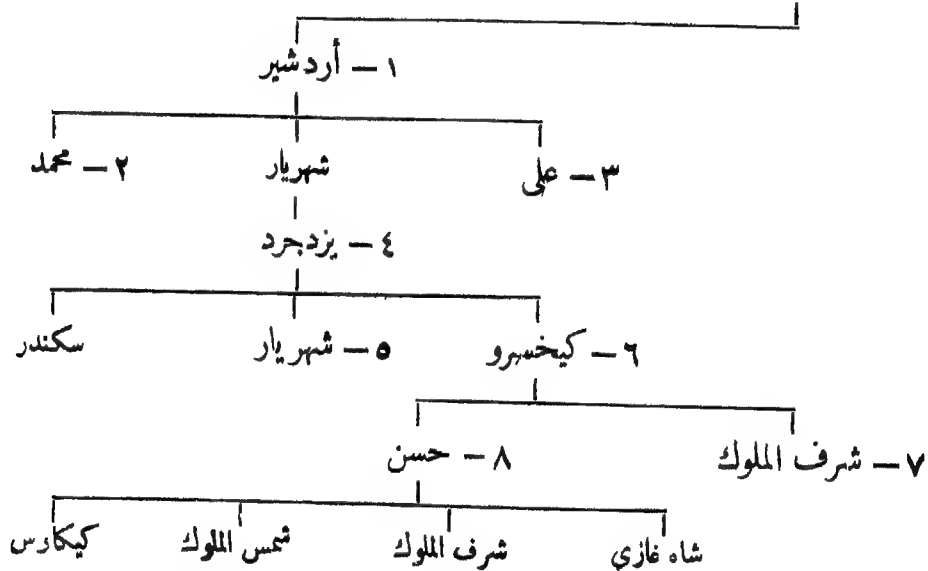 ١ — أردشير
٣ — على شهريار ٢ — محمد
٤ — يزدجرد
٦ — كيخسرو ٥ — شهريار سكندر
٧ — شرف الملوك ٨ — حسن
شاه غازي شرف الملوك شمس الملوك كيكاوس